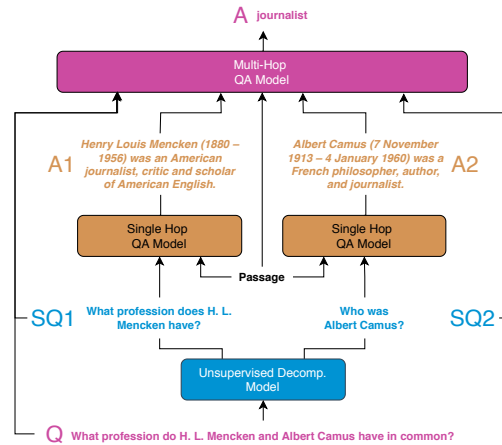 A journalist
Multi-Hop
QA Model
A1
Henry Louis Mencken (1880 –
1956) was an American
journalist, critic and scholar
of American English.
Albert Camus (7 November
1913 – 4 January 1960) was a
French philosopher, author,
and journalist.
A2
Single Hop
QA Model
Single Hop
QA Model
Passage
SQ1
What profession does H. L.
Mencken have?
Who was
Albert Camus?
SQ2
Unsupervised Decomp.
Model
Q What profession do H. L. Mencken and Albert Camus have in common?